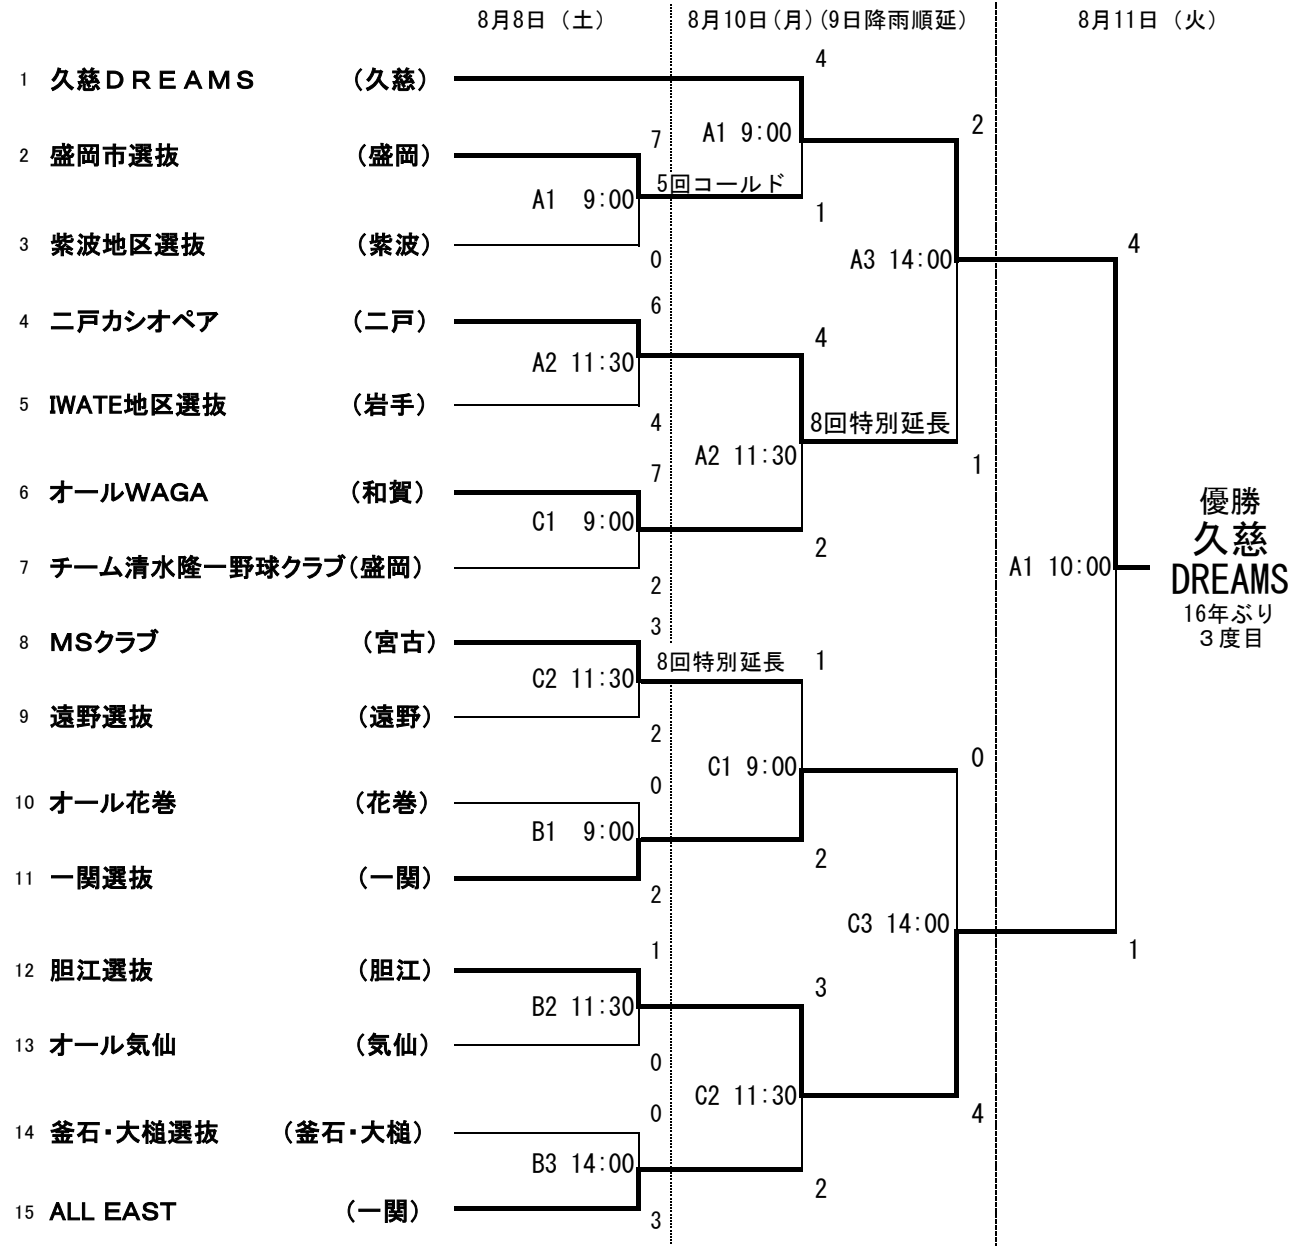 8月8日（土）
8月10日(月)(9日降雨順延)
8月11日（火）
4
1 久慈ＤＲＥＡＭＳ （久慈）
A1 9:00
2
7
2 盛岡市選抜 （盛岡）
5回コールド
A1 9:00
1
3 紫波地区選抜 （紫波）
0
4
A3 14:00
6
4 二戸カシオペア （二戸）
4
A2 11:30
5 IWATE地区選抜 （岩手）
4
8回特別延長
A2 11:30
1
7
6 オールWAGA （和賀）
C1 9:00
2
7 チーム清水隆一野球クラブ（盛岡）
2
A1 10:00
優勝
久慈
DREAMS
16年ぶり
３度目
3
8 MSクラブ （宮古）
8回特別延長
1
C2 11:30
9 遠野選抜 （遠野）
2
C1 9:00
0
0
10 オール花巻 （花巻）
B1 9:00
2
11 一関選抜 （一関）
2
C3 14:00
1
1
12 胆江選抜 （胆江）
3
B2 11:30
13 オール気仙 （気仙）
0
C2 11:30
4
0
14 釜石・大槌選抜 （釜石・大槌）
B3 14:00
2
15 ALL EAST （一関）
3